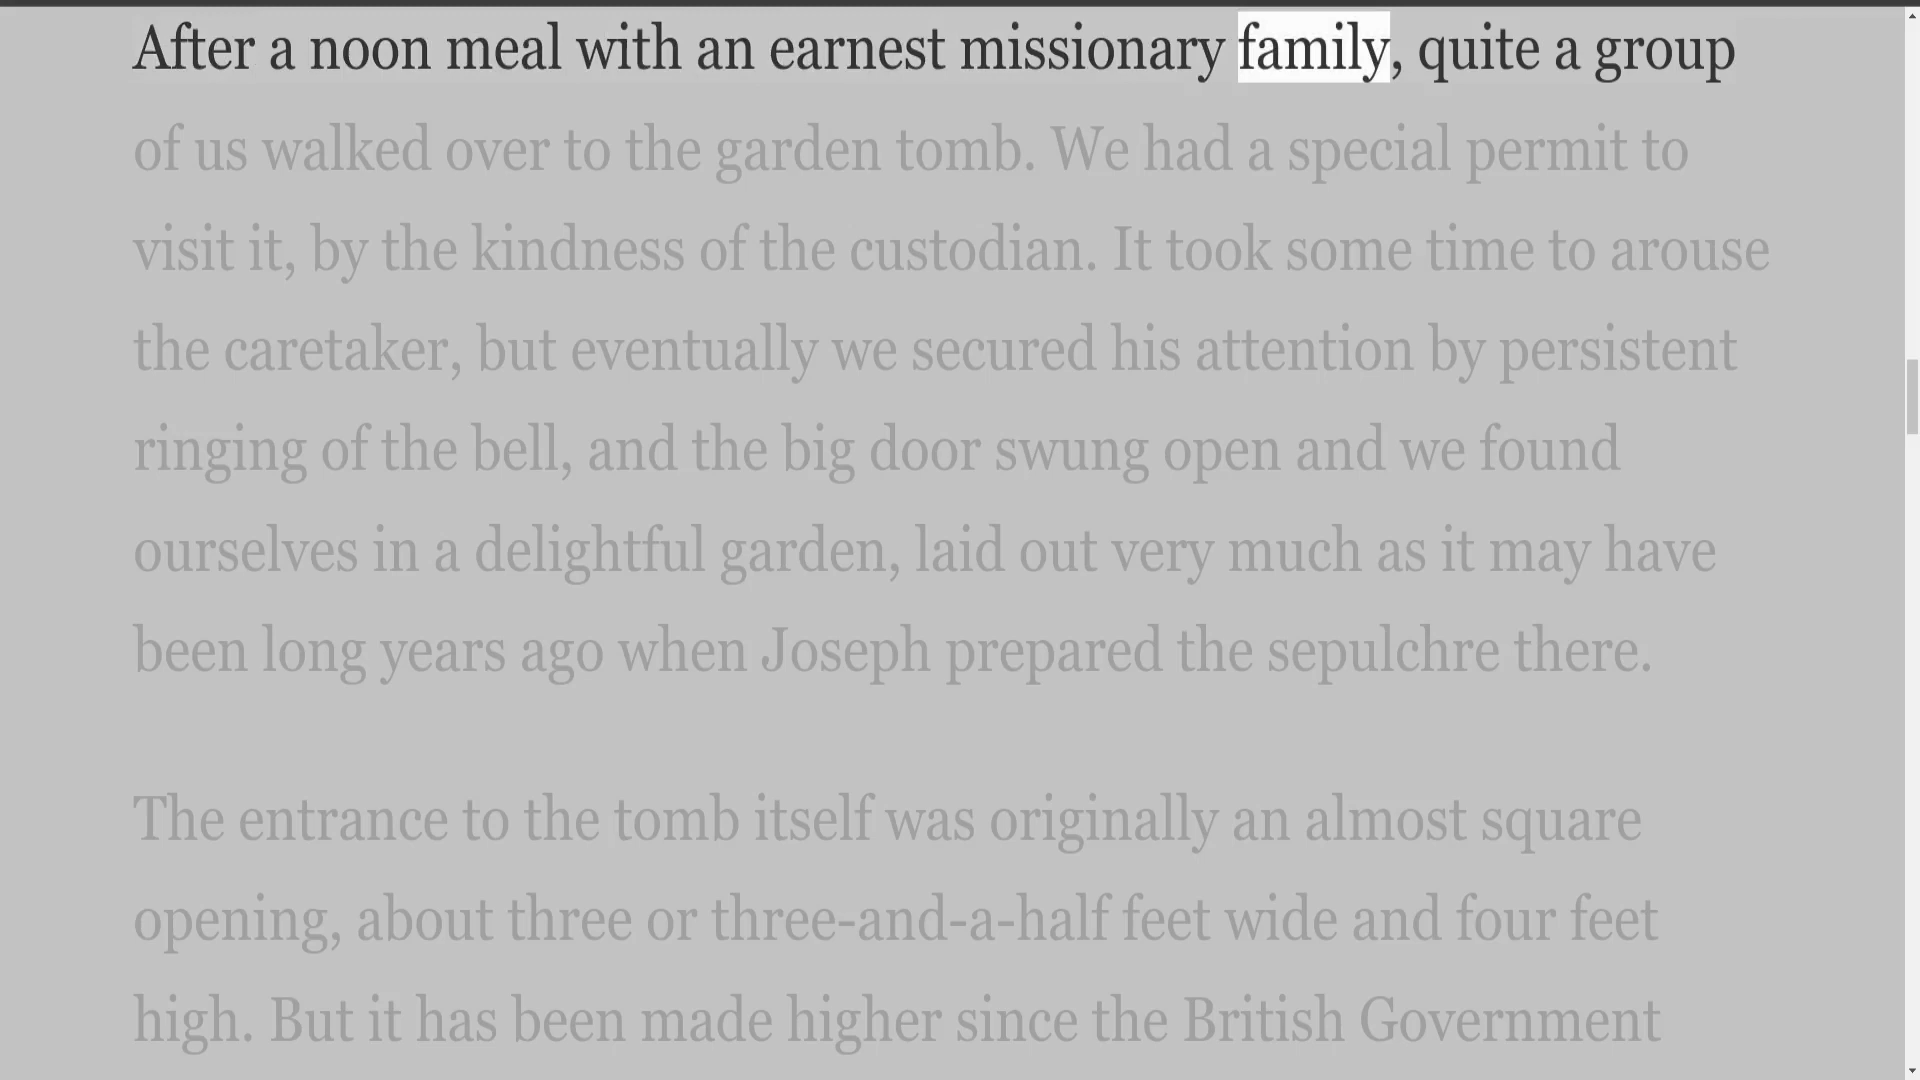 After a noon meal with an earnest missionary family, quite a group
of us walked over to the garden tomb. We had a special permit to
visit it, by the kindness of the custodian. It took some time to arouse
the caretaker, but eventually we secured his attention by persistent
ringing of the bell, and the big door swung open and we found
ourselves in a delightful garden, laid out very much as it may have
been long years ago when Joseph prepared the sepulchre there.
The entrance to the tomb itself was originally an almost square
opening, about three or three-and-a-half feet wide and four feet
high. But it has been made higher since the British Government